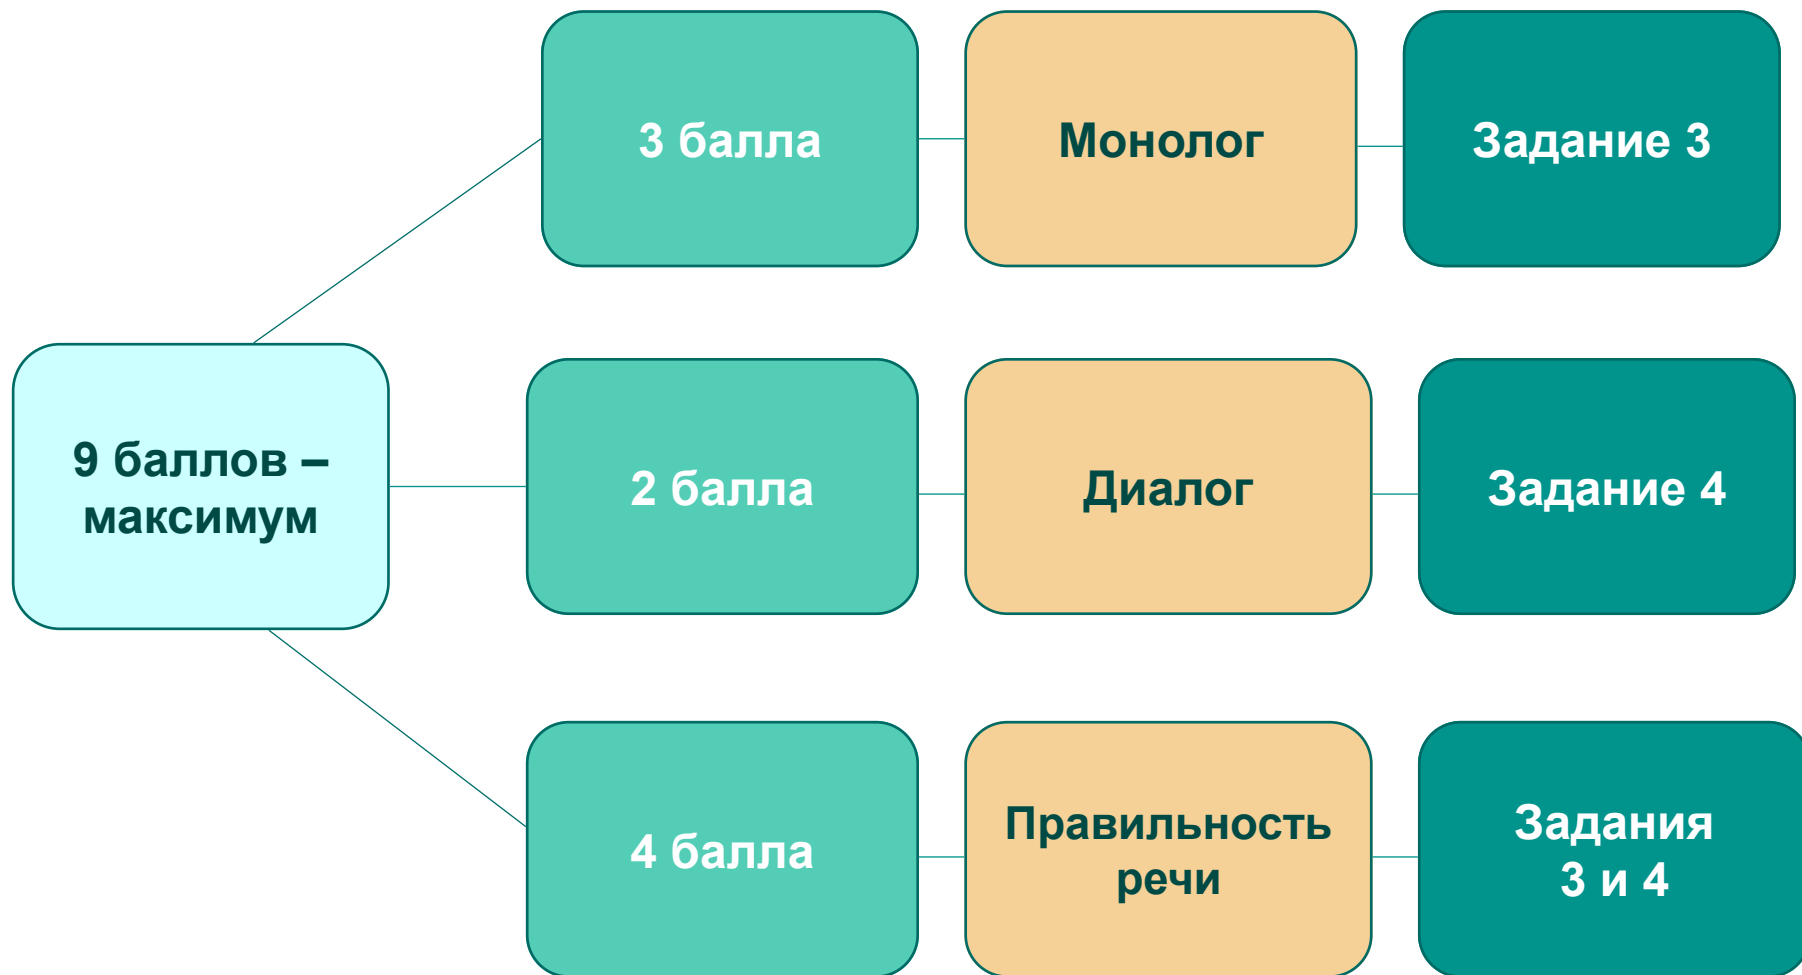 3 балла
Монолог
Задание 3
9 баллов –
максимум
2 балла
Диалог
Задание 4
4 балла
Правильность
речи
Задания
3 и 4